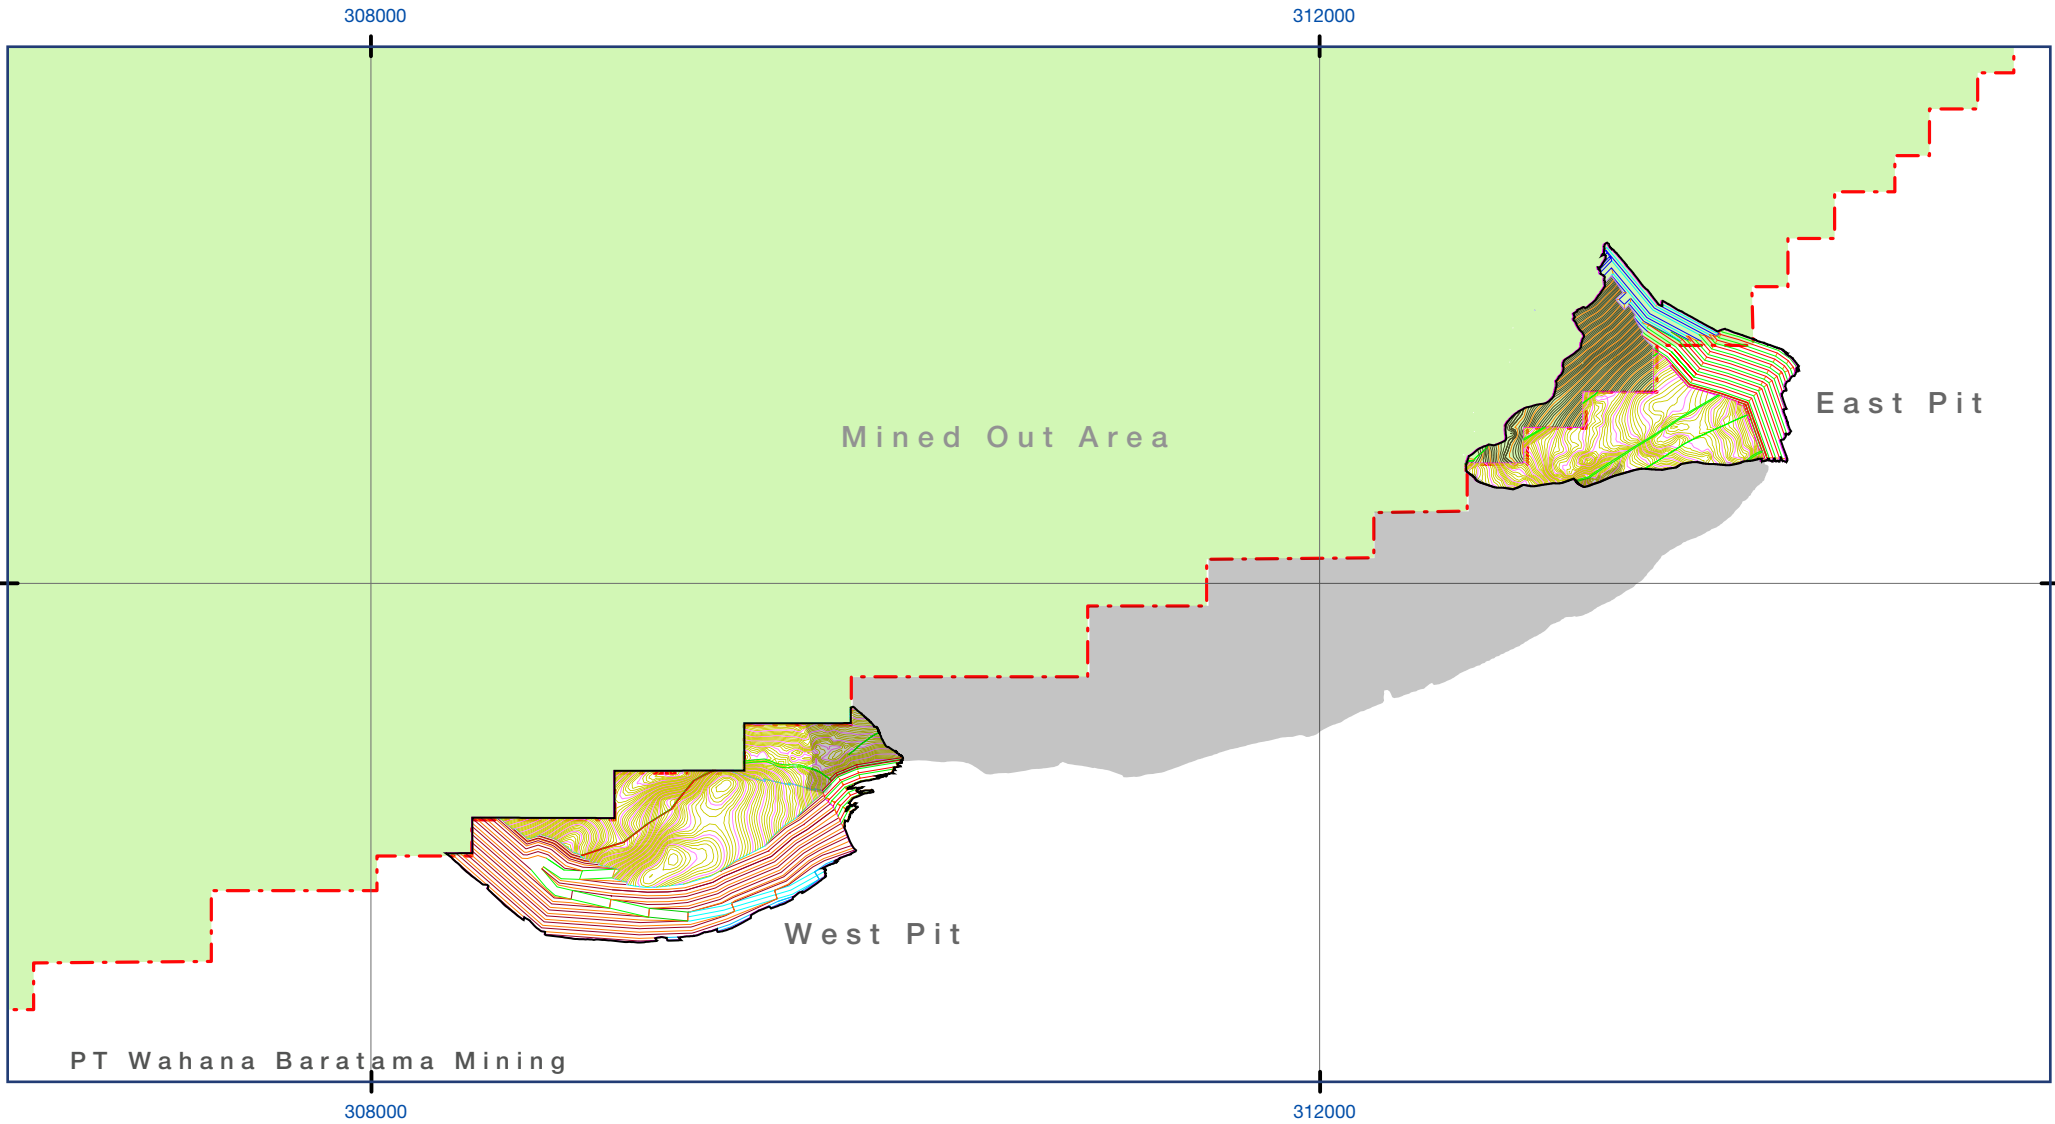 308000
312000
East Pit
Mined Out Area
West Pit
PT Wahana Baratama Mining
308000
312000